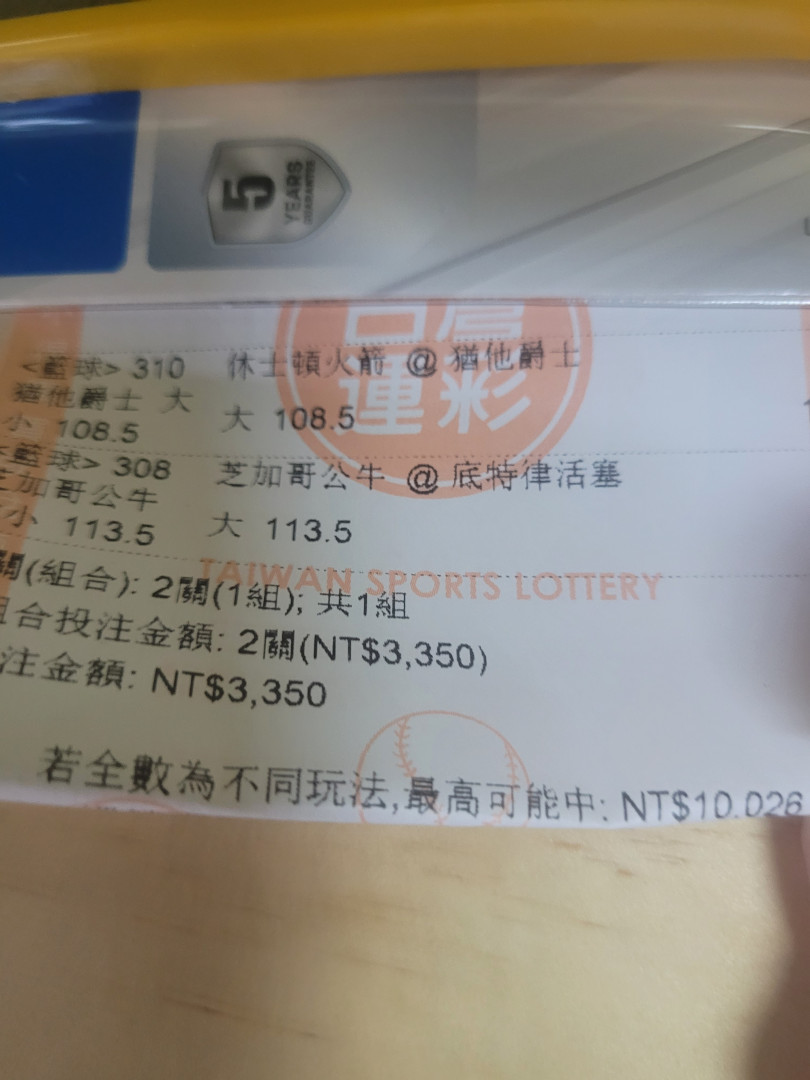 5
YEARS
GUARANTEE
台灣
運彩
<籃球> 310 休士頓火箭 @ 猶他爵士
猶他爵士 大 大 108.5
小 108.5
籃球> 308 芝加哥公牛 @ 底特律活塞
芝加哥公牛
小 113.5 大 113.5
TAIWAN SPORTS LOTTERY
關(組合): 2關(1組); 共1組
組合投注金額: 2關(NT$3,350)
注金額: NT$3,350
若全數為不同玩法,最高可能中: NT$10,026